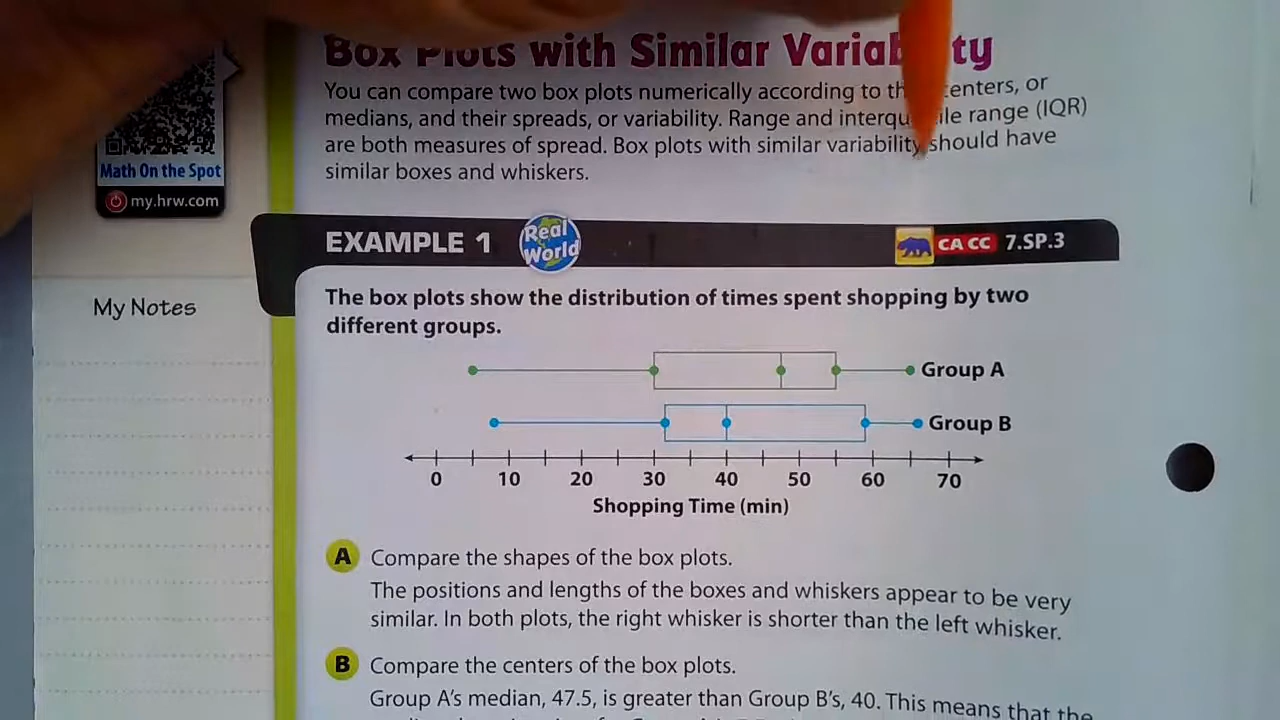 Box Plots with Similar Variab ty
You can compare two box plots numerically according to centers, or
medians, and their spreads, or variability. Range and range (IQR)
are both measures of spread. Box plots with similar variability should have
similar boxes and whiskers.
Math On the Spot
my.hrw.com
EXAMPLE 1
Real World
CA CC 7.SP.3
My Notes
The box plots show the distribution of times spent shopping by two
different groups.
Group A
Group B
0 10 20 30 40 50 60 70
Shopping Time (min)
A Compare the shapes of the box plots.
The positions and lengths of the boxes and whiskers appear to be very
similar. In both plots, the right whisker is shorter than the left whisker.
B Compare the centers of the box plots.
Group A's median, 47.5, is greater than Group B's, 40. This means that the